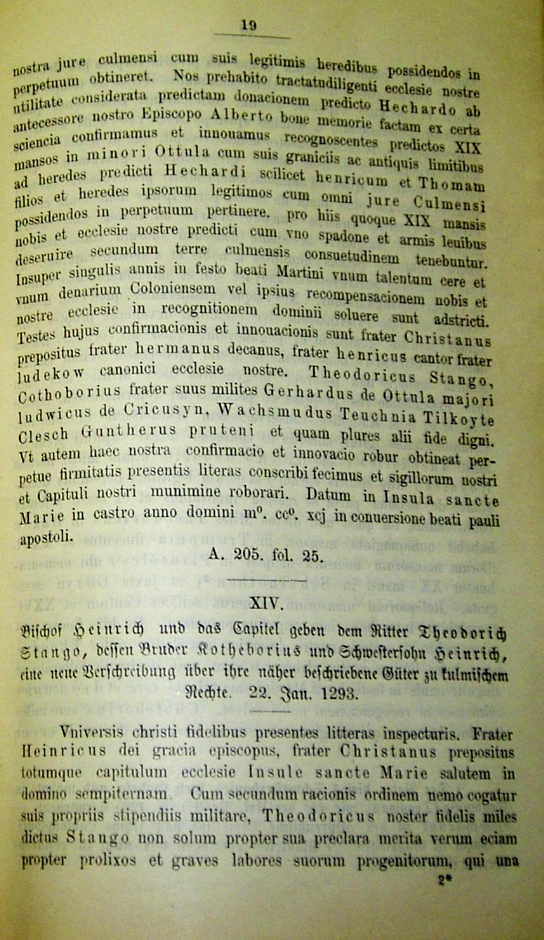 19
nostra jure culmensi cum suis legitimis heredibus possidendos in
perpetuum obtineret. Nos prehabito tractatudiligenti ecclesie nostre
utilitate considerata predictam donacionem predicto Hechardo ab
antecessore nostro Episcopo Alberto bone memorie factam ex certa
sciencia confirmamus et innouamus recognoscentes predictos XIX
mansos in minori Ottula cum suis graniciis ac antiquis limitibus
ad heredes predicti Hechardi scilicet henricum et Thomam
filios et heredes ipsorum legitimos cum omni jure Culmensi
possidendos in perpetuum pertinere. pro hiis quoque XIX mansis
nobis et ecclesie nostre predicti cum vno spadone et armis leuibus
deseruire secundum terre culmensis consuetudinem tenebuntur.
Insuper singulis annis in festo beati Martini vnum talentum cere et
vnum denarium Coloniensem vel ipsius recompensacionem nobis et
nostre ecclesie in recognitionem dominii soluere sunt adstricti.
Testes hujus confirmacionis et innouacionis sunt frater Christanus
prepositus frater hermanus decanus, frater henricus cantor frater
ludekow canonici ecclesie nostre. Theodoricus Stango,
Cothoborius frater suus milites Gerhardus de Ottula majori
ludwicus de Cricusyn, Wachsmudus Teuchnia Tilkoyte
Clesch Guntherus pruteni et quam plures alii fide digni.
Vt autem haec nostra confirmacio et innovacio robur obtineat per-
petue firmitatis presentis literas conscribi fecimus et sigillorum nostri
et Capituli nostri munimine roborari. Datum in Insula sancte
Marie in castro anno domini mº. ccº. xcj in conuersione beati pauli
apostoli.
A. 205. fol. 25.
XIV.
Bischof Heinrich und das Capitel geben dem Ritter Theodorich
Stango, dessen Bruder Kotheborius und Schwestersohn Heinrich,
eine neue Verschreibung über ihre näher beschriebene Güter zu kulmischem
Rechte. 22. Jan. 1293.
Vniversis christi fidelibus presentes litteras inspecturis. Frater
Heinricus dei gracia episcopus, frater Christanus prepositus
totumque capitulum ecclesie Insule sancte Marie salutem in
domino sempiternam. Cum secundum racionis ordinem nemo cogatur
suis propriis stipendiis militare, Theodoricus noster fidelis miles
dictus Stango non solum propter sua preclara merita verum eciam
propter prolixos et graves labores suorum progenitorum, qui una
2*